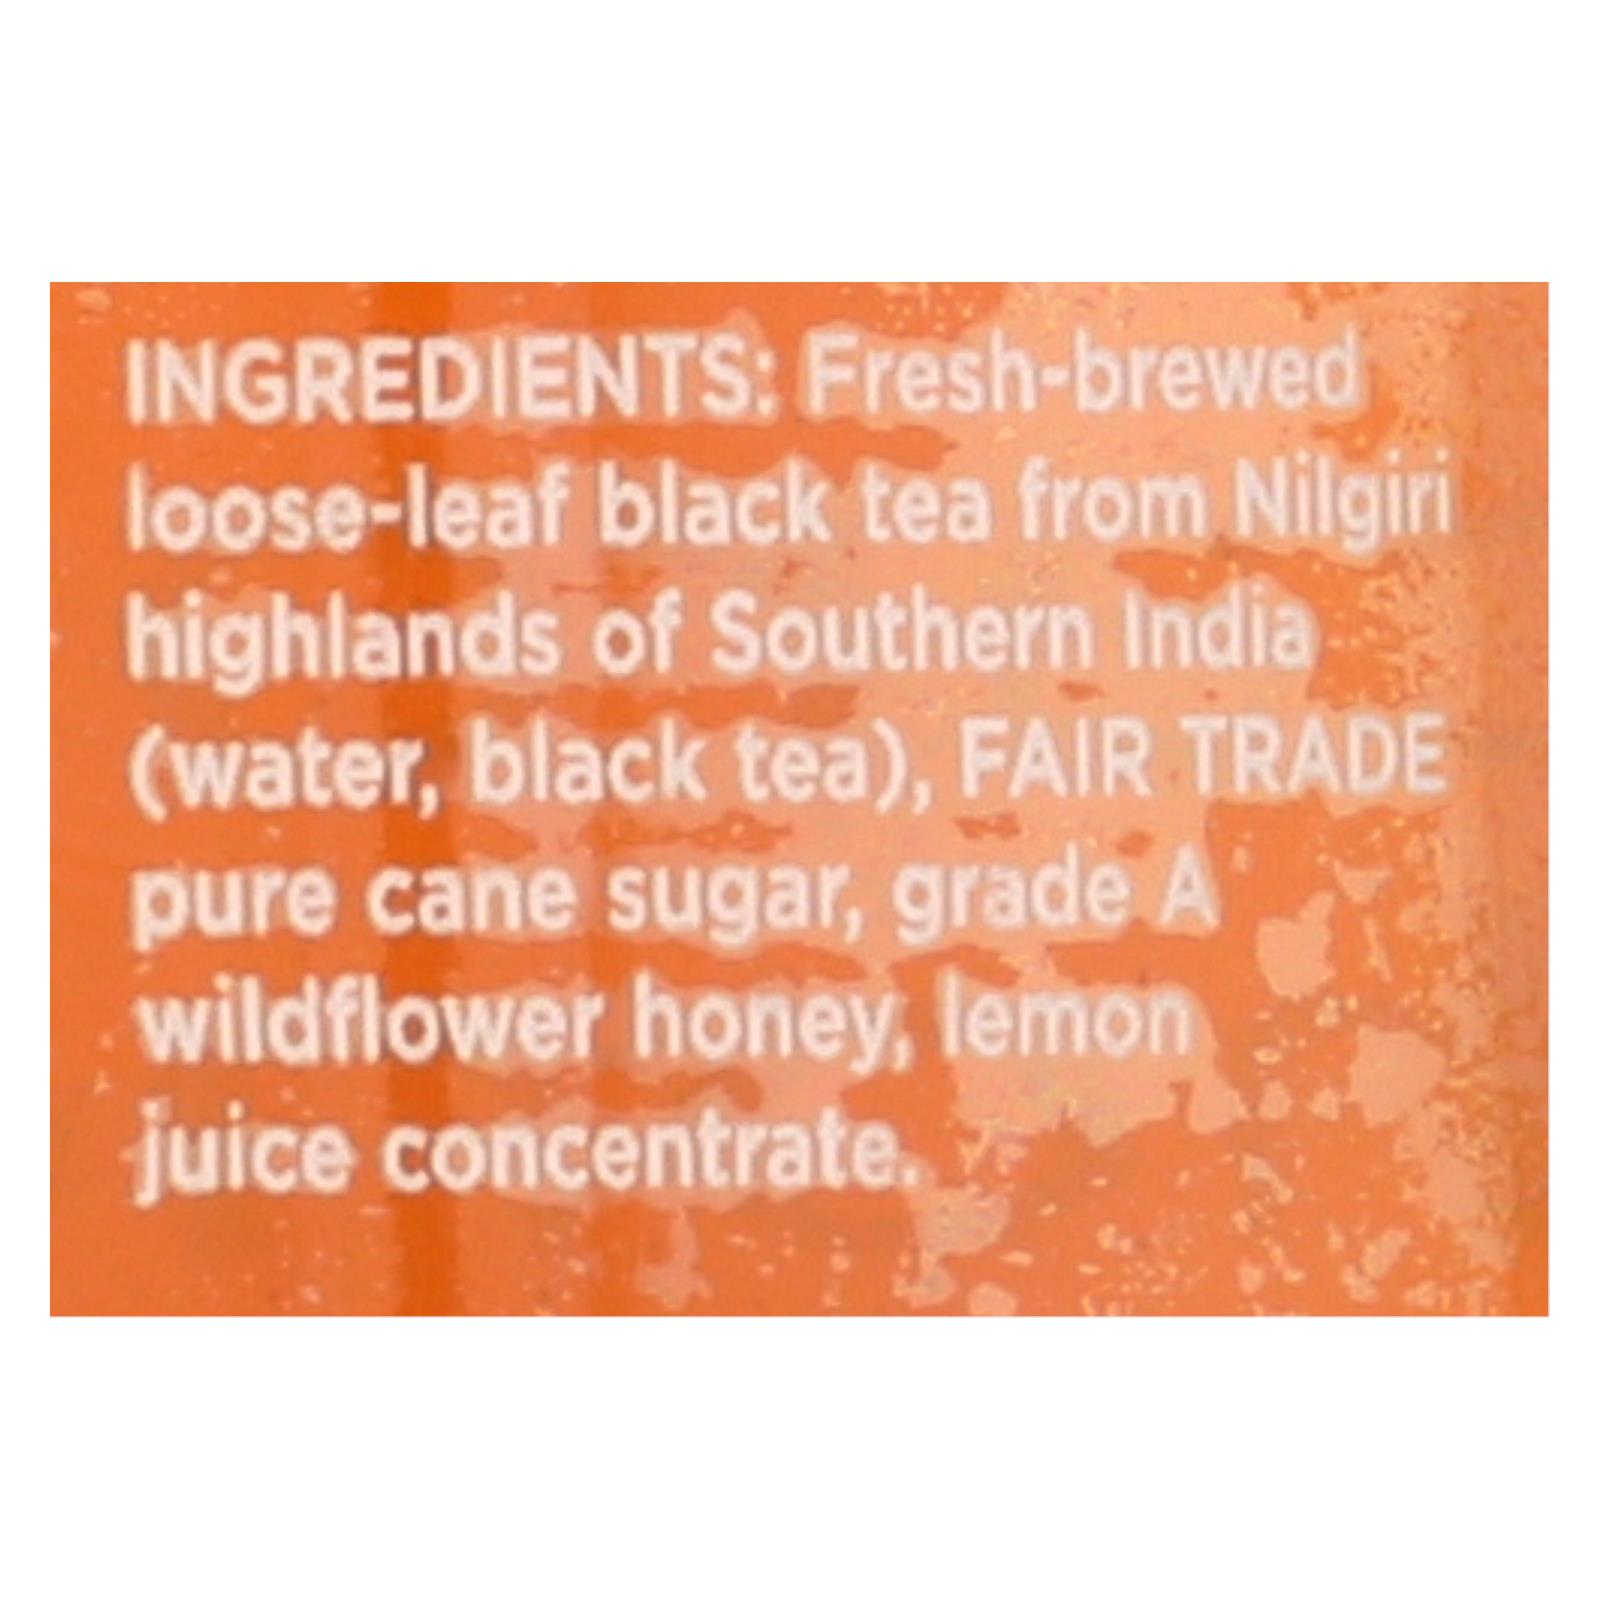 INGREDIENTS: Fresh-brewed
loose-leaf black tea from Nilgiri
highlands of Southern India
(water, black tea), FAIR TRADE
pure cane sugar, grade A
wildflower honey, lemon
juice concentrate.